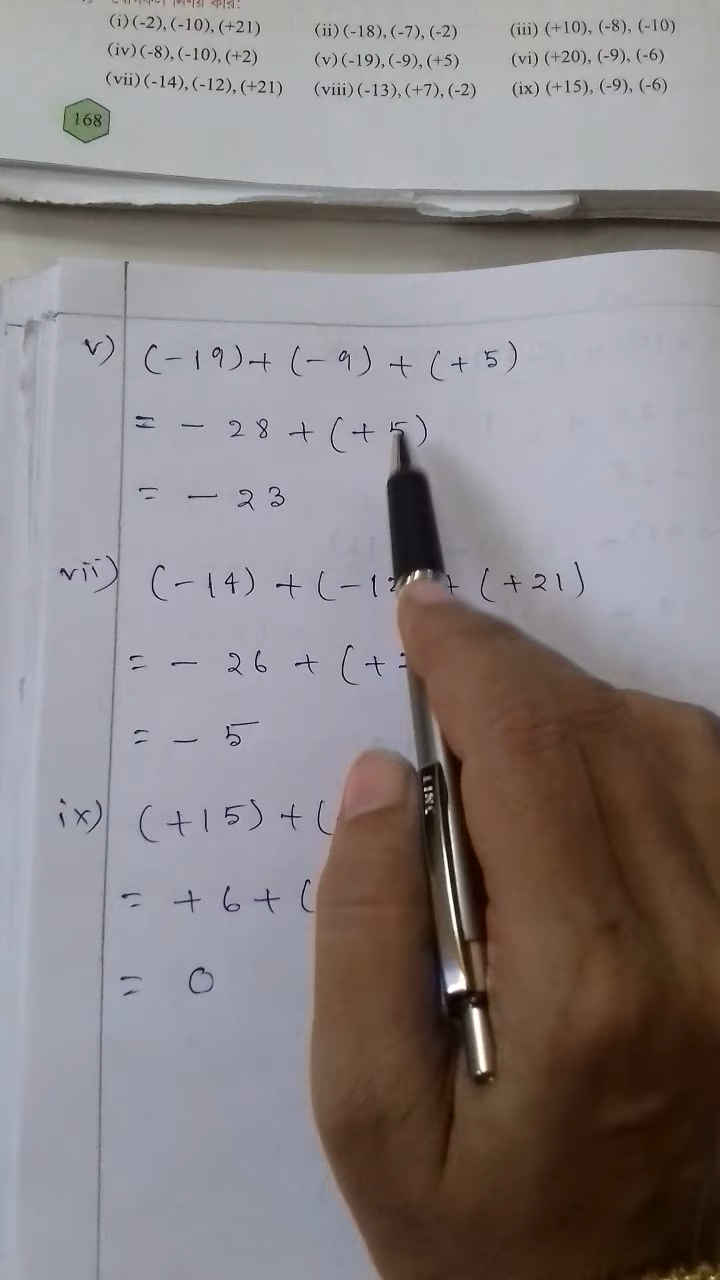 (i) (-2), (-10), (+21) (ii) (-18), (-7), (-2) (iii) (+10), (-8), (-10)
(iv) (-8), (-10), (+2) (v) (-19), (-9), (+5) (vi) (+20), (-9), (-6)
(vii) (-14), (-12), (+21) (viii) (-13), (+7), (-2) (ix) (+15), (-9), (-6)
168
v) (-19)+ (-9) + (+5)
= - 28 + (+5)
= - 23
vii) (-14) + (-12 + (+21)
= - 26 + (+
= - 5
ix) (+15) + (
= +6 + (
= 0
LINC